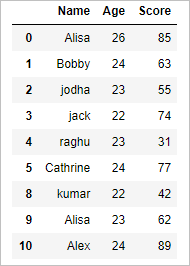 Name Age Score
0 Alisa 26 85
1 Bobby 24 63
2 jodha 23 55
3 jack 22 74
4 raghu 23 31
5 Cathrine 24 77
8 kumar 22 42
9 Alisa 23 62
10 Alex 24 89